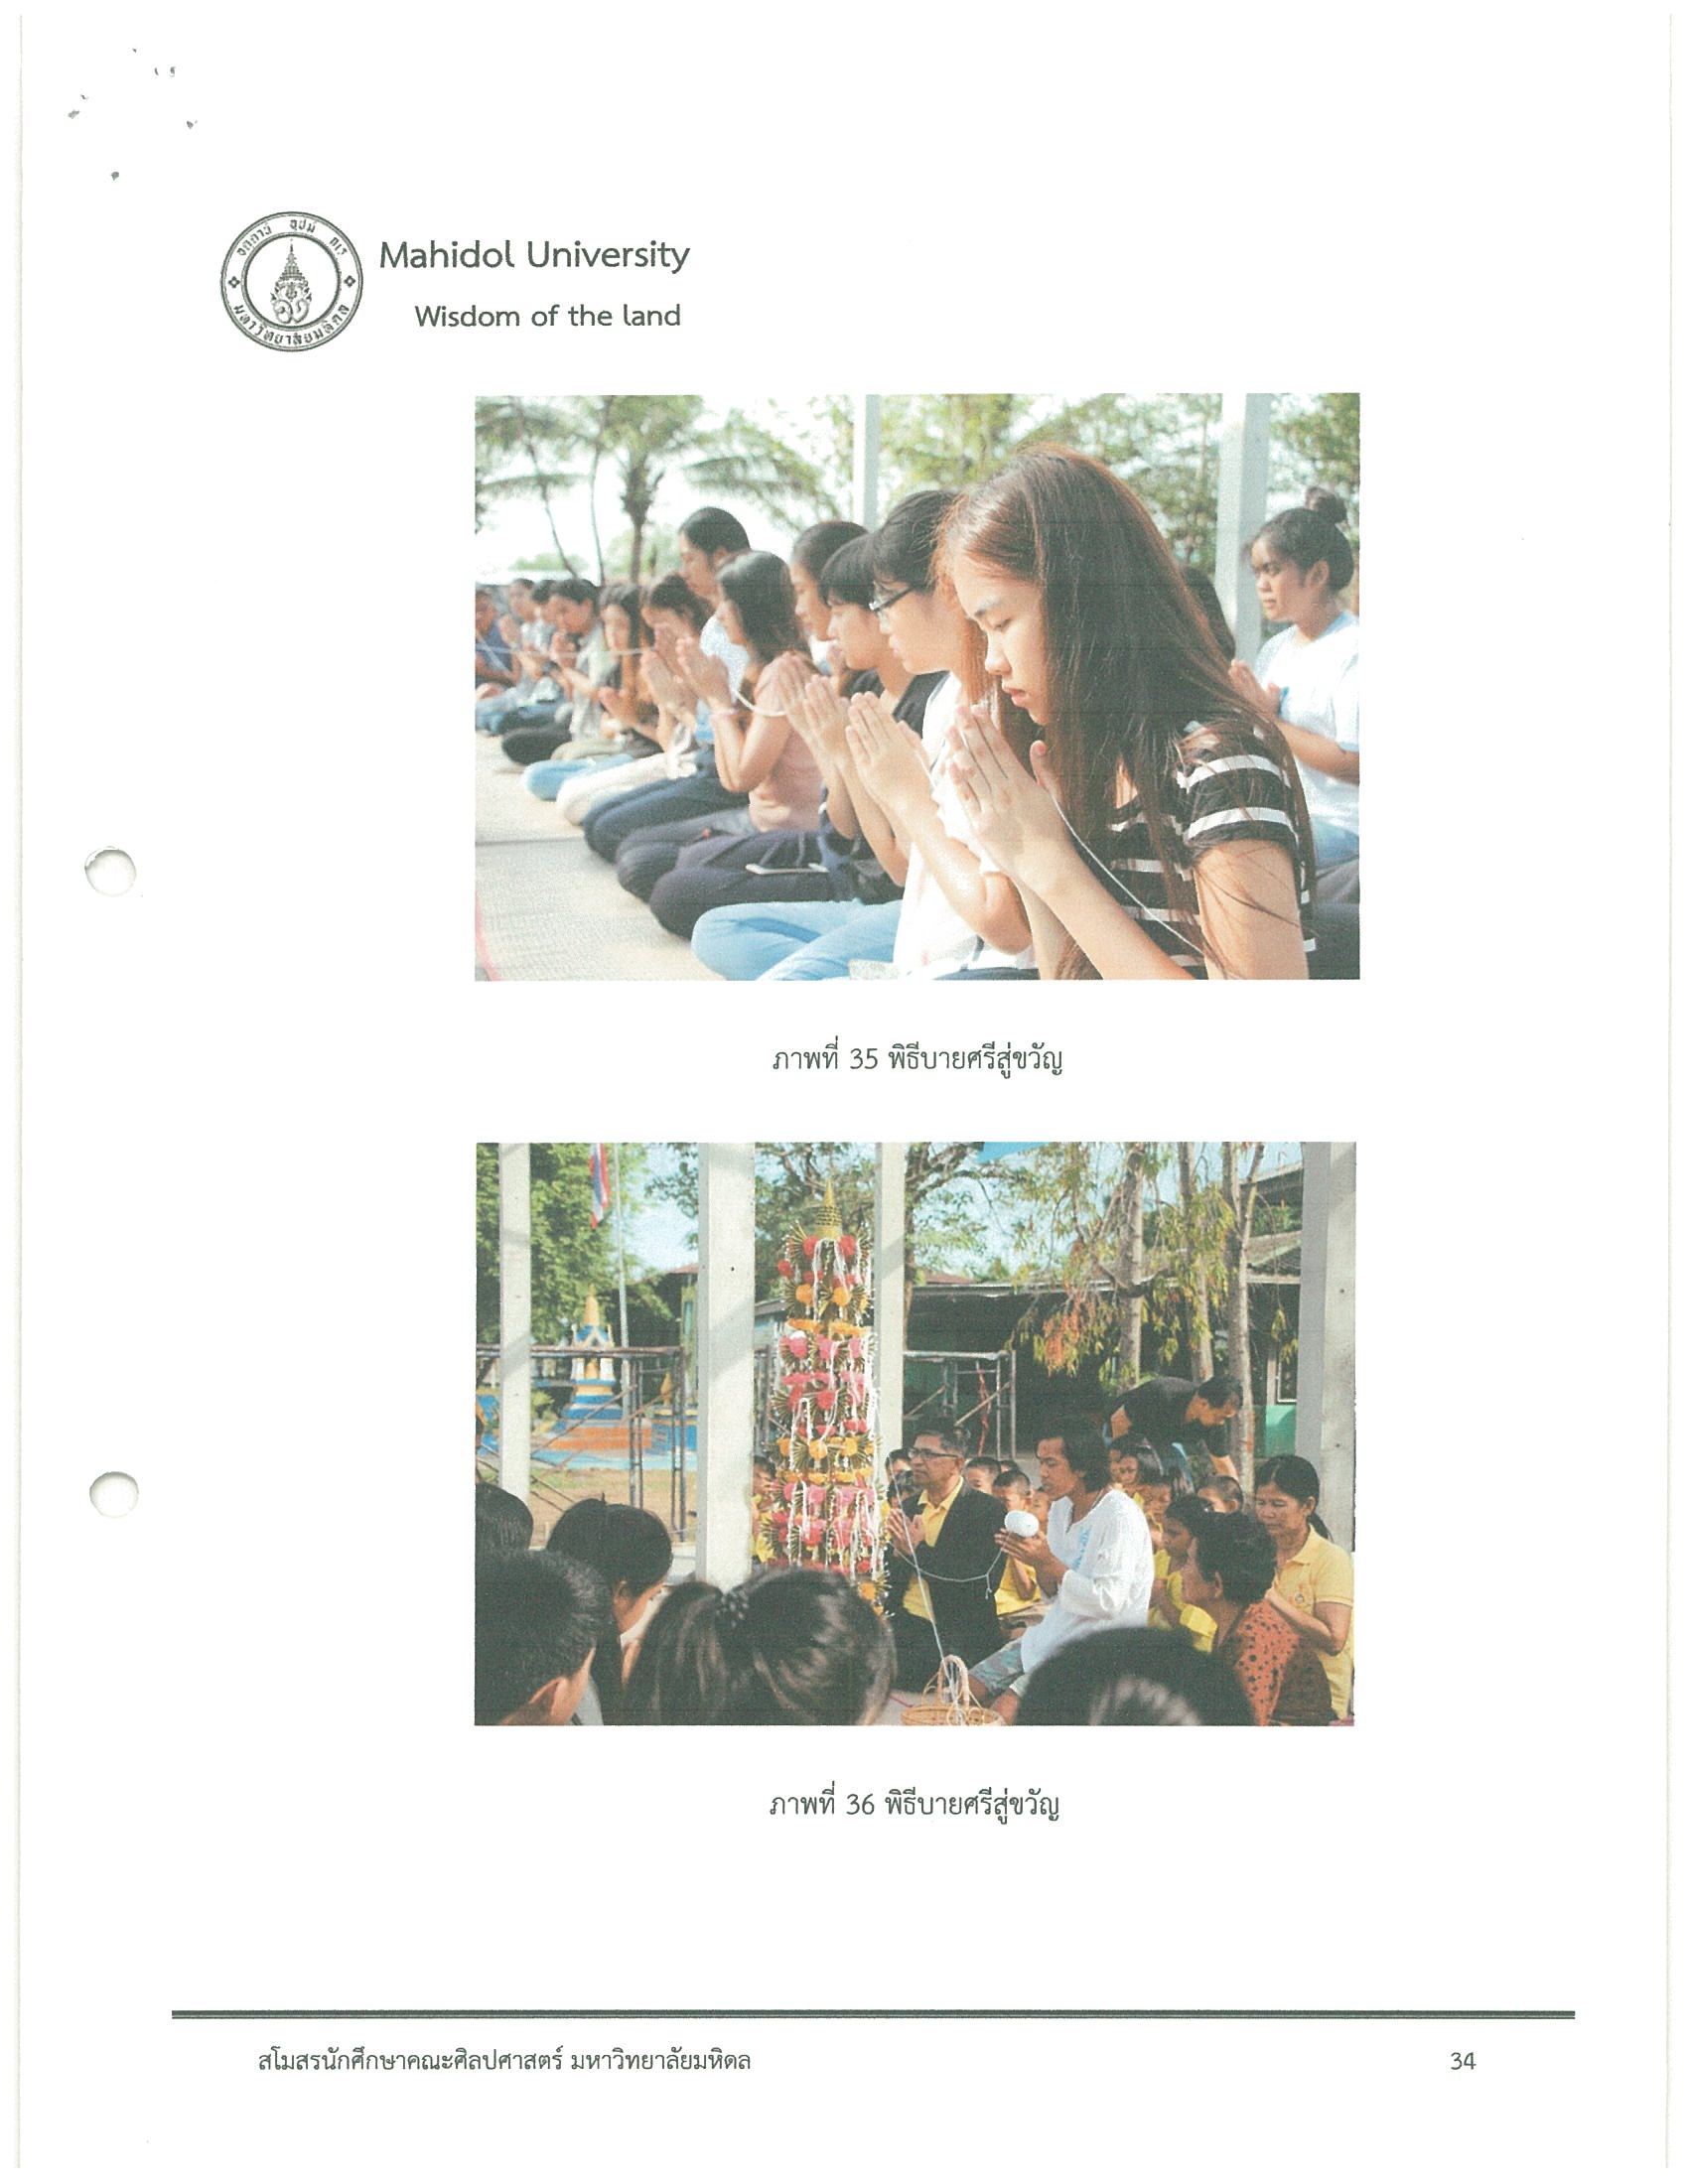 อตฺตานํ อุปมํ กเร
มหาวิทยาลัยมหิดล
Mahidol University
Wisdom of the land
ภาพที่ 35 พิธีบายศรีสู่ขวัญ
ภาพที่ 36 พิธีบายศรีสู่ขวัญ
สโมสรนักศึกษาคณะศิลปศาสตร์ มหาวิทยาลัยมหิดล
34